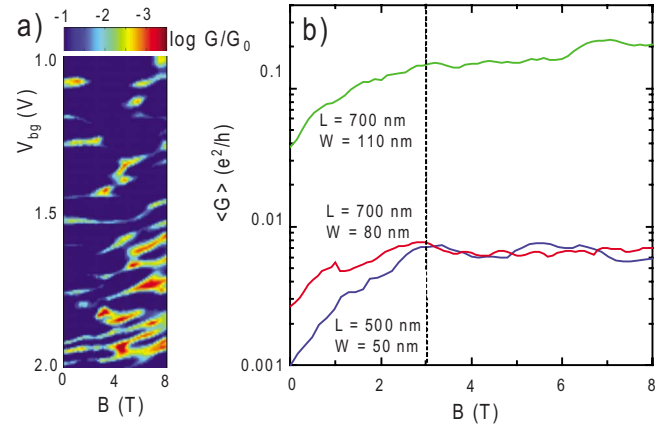 a)
-1 -2 -3
log G/G0
1.0
1.5
2.0
Vbg (V)
0 4 8
B (T)
b)
0.1
0.01
0.001
<G> (e²/h)
L = 700 nm
W = 110 nm
L = 700 nm
W = 80 nm
L = 500 nm
W = 50 nm
0 2 4 6 8
B (T)